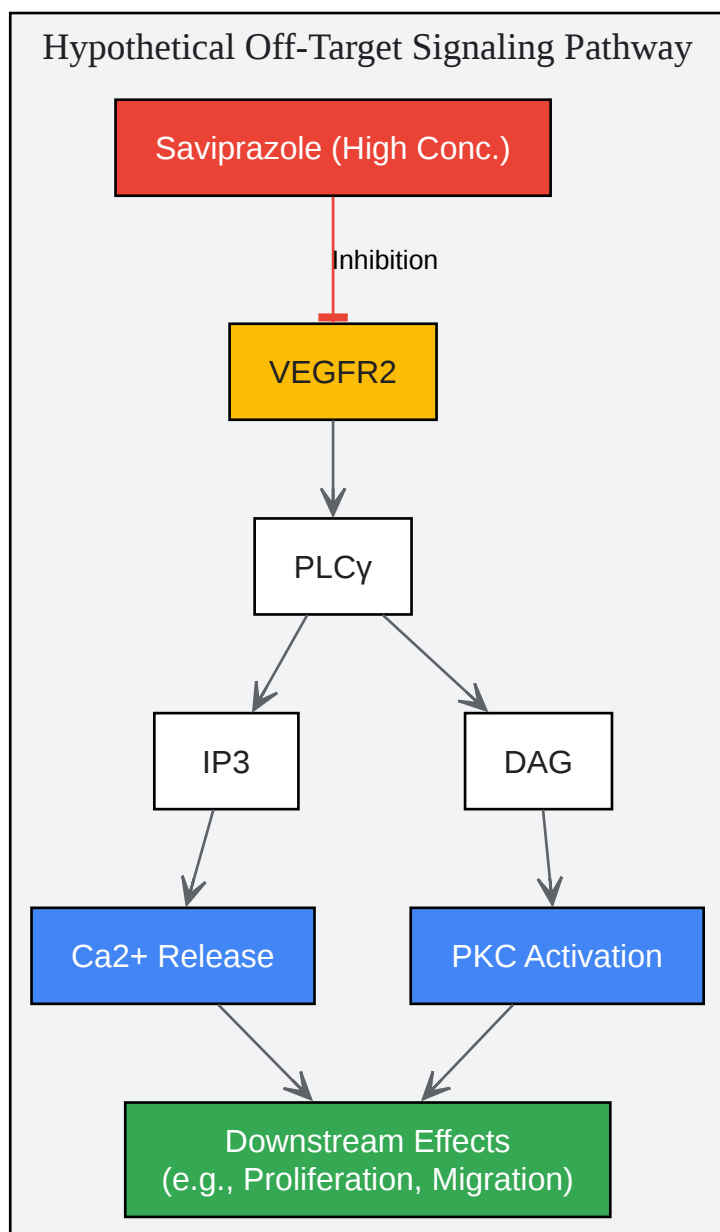 Hypothetical Off-Target Signaling Pathway
Saviprazole (High Conc.)
Inhibition
VEGFR2
PLCγ
IP3
DAG
Ca2+ Release
PKC Activation
Downstream Effects
(e.g., Proliferation, Migration)